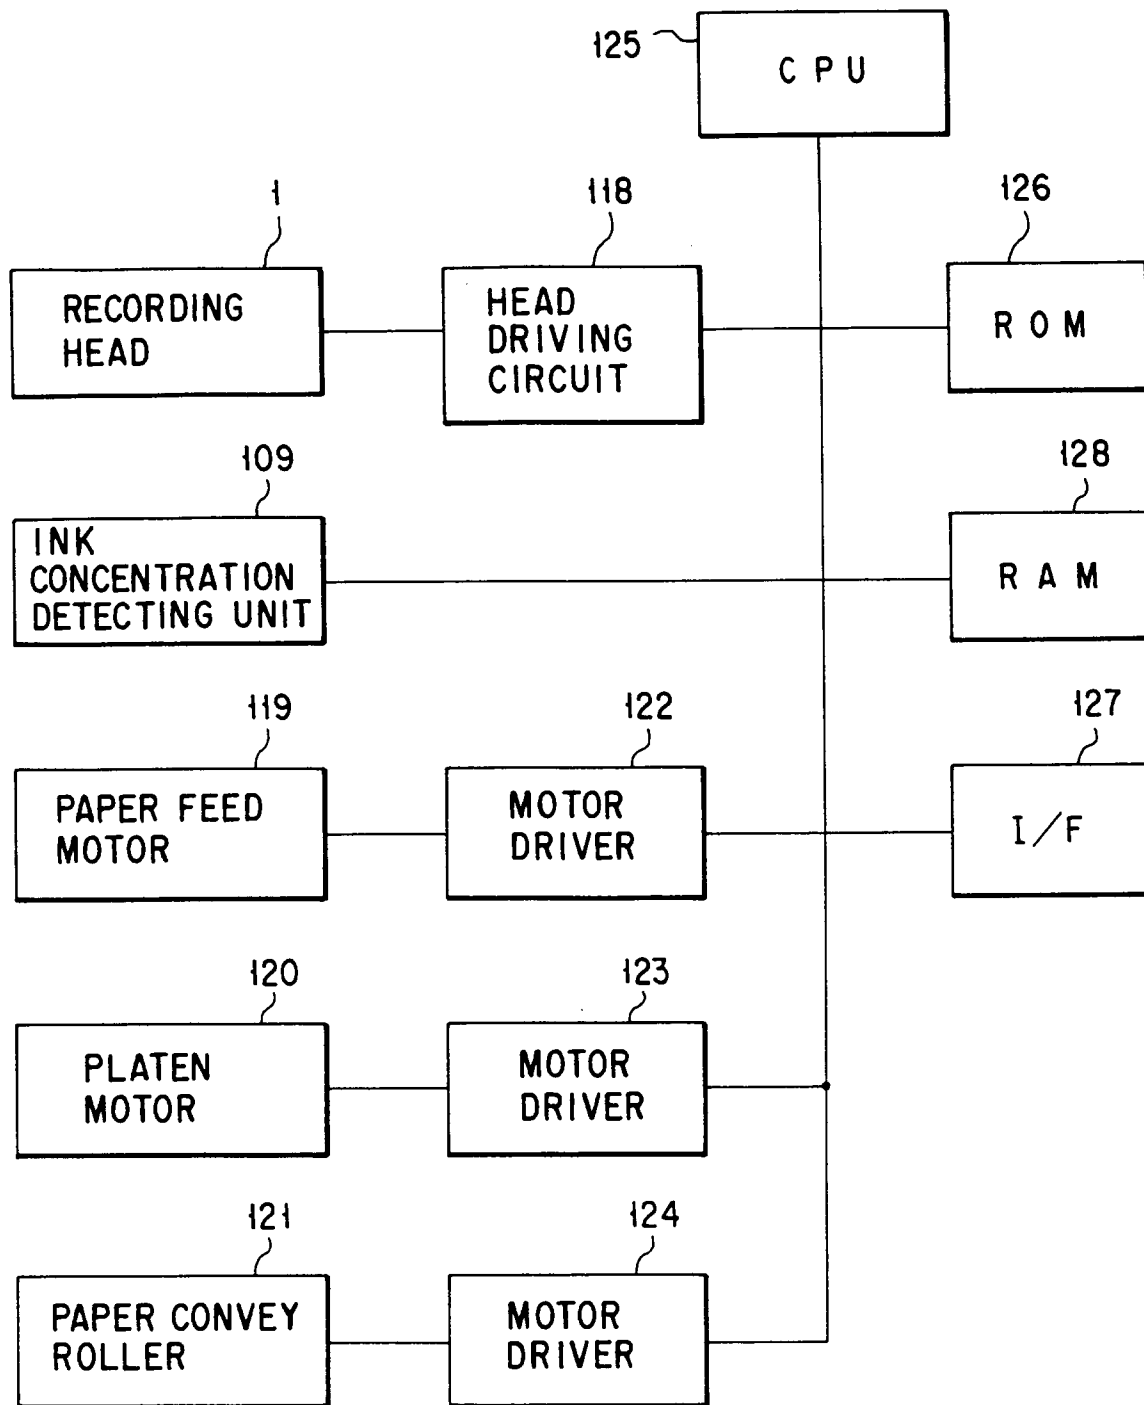 125
CPU
1
118
126
RECORDING
HEAD
HEAD
DRIVING
CIRCUIT
ROM
109
128
INK
CONCENTRATION
DETECTING UNIT
RAM
119
122
127
PAPER FEED
MOTOR
MOTOR
DRIVER
I/F
120
123
PLATEN
MOTOR
MOTOR
DRIVER
121
124
PAPER CONVEY
ROLLER
MOTOR
DRIVER